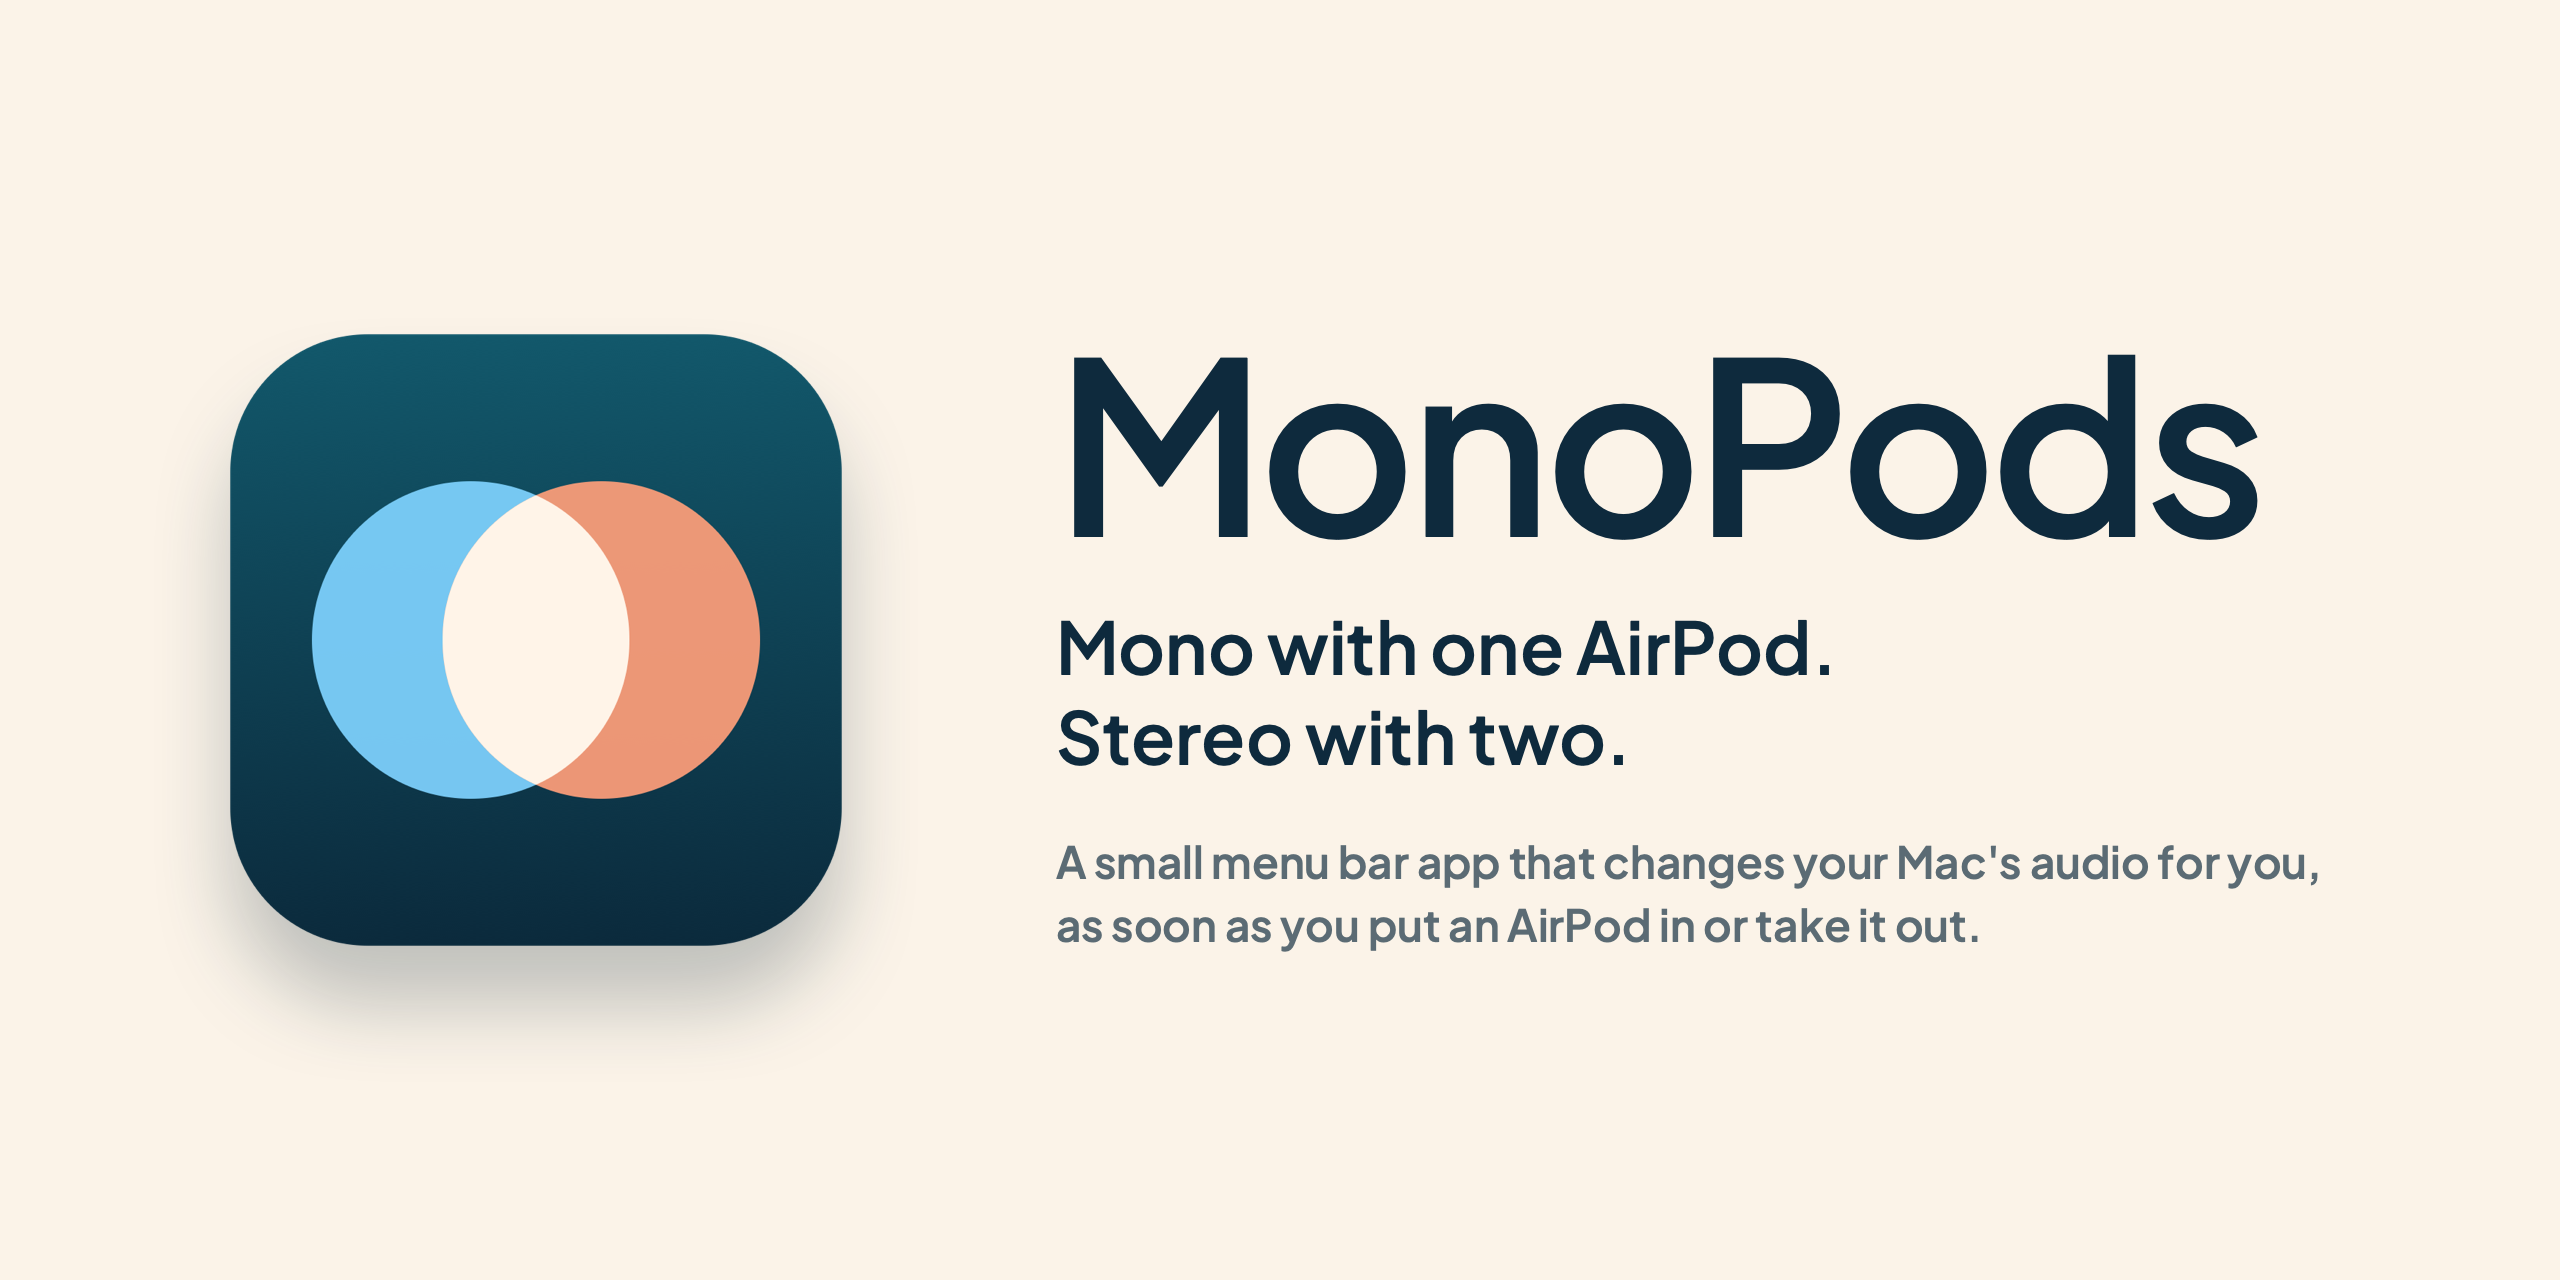 MonoPods
Mono with one AirPod.
Stereo with two.
A small menu bar app that changes your Mac's audio for you,
as soon as you put an AirPod in or take it out.